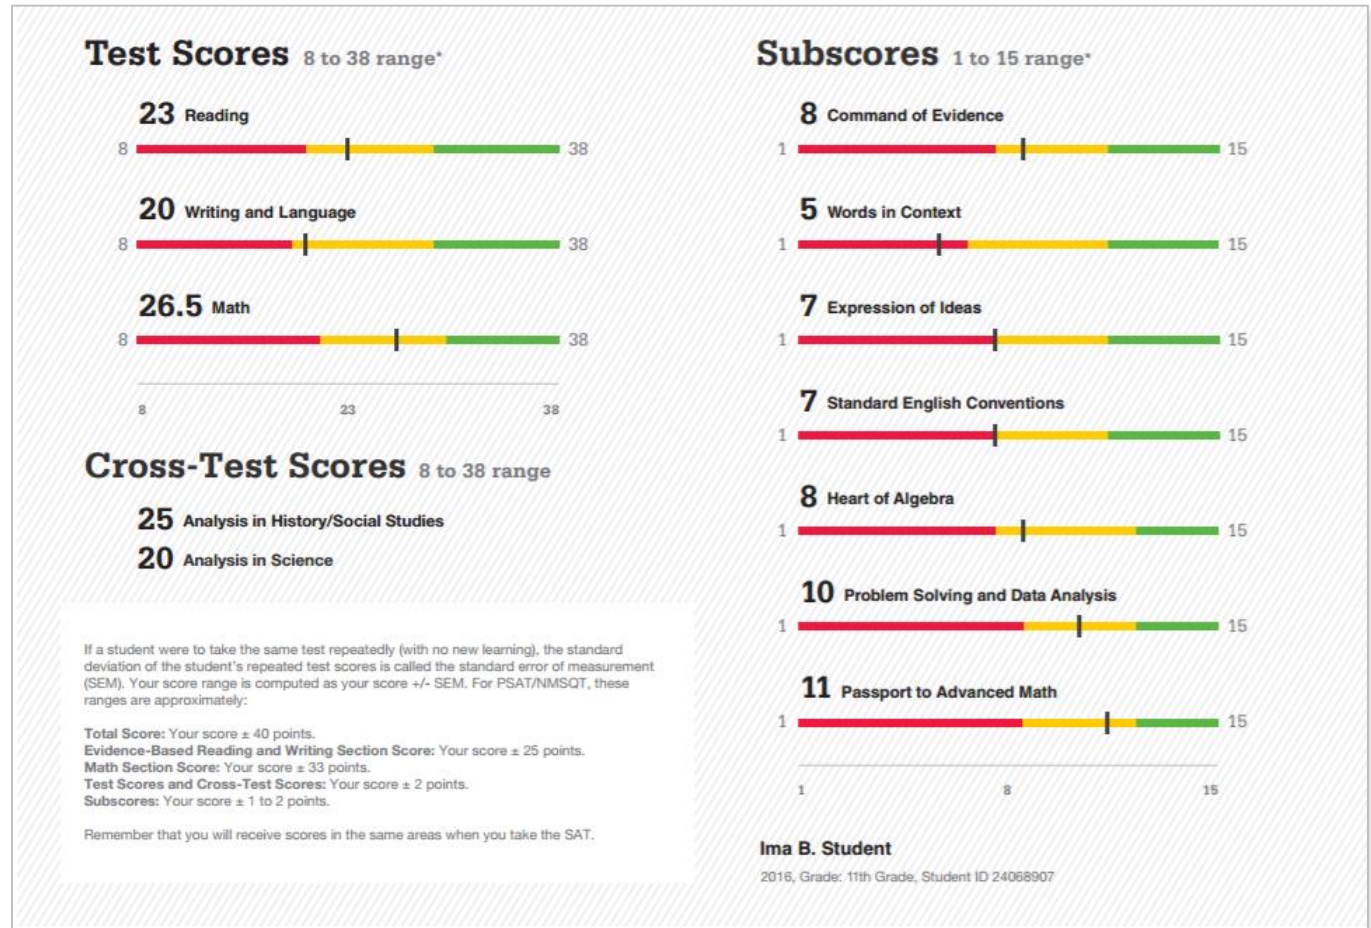 Test Scores 8 to 38 range*
23 Reading
8 38
20 Writing and Language
8 38
26.5 Math
8 38
8 23 38
Cross-Test Scores 8 to 38 range
25 Analysis in History/Social Studies
20 Analysis in Science
If a student were to take the same test repeatedly (with no new learning), the standard
deviation of the student's repeated test scores is called the standard error of measurement
(SEM). Your score range is computed as your score +/- SEM. For PSAT/NMSQT, these
ranges are approximately:
Total Score: Your score ± 40 points.
Evidence-Based Reading and Writing Section Score: Your score ± 25 points.
Math Section Score: Your score ± 33 points.
Test Scores and Cross-Test Scores: Your score ± 2 points.
Subscores: Your score ± 1 to 2 points.
Remember that you will receive scores in the same areas when you take the SAT.
Subscores 1 to 15 range*
8 Command of Evidence
1 15
5 Words in Context
1 15
7 Expression of Ideas
1 15
7 Standard English Conventions
1 15
8 Heart of Algebra
1 15
10 Problem Solving and Data Analysis
1 15
11 Passport to Advanced Math
1 15
1 8 15
Ima B. Student
2016, Grade: 11th Grade, Student ID 24068907